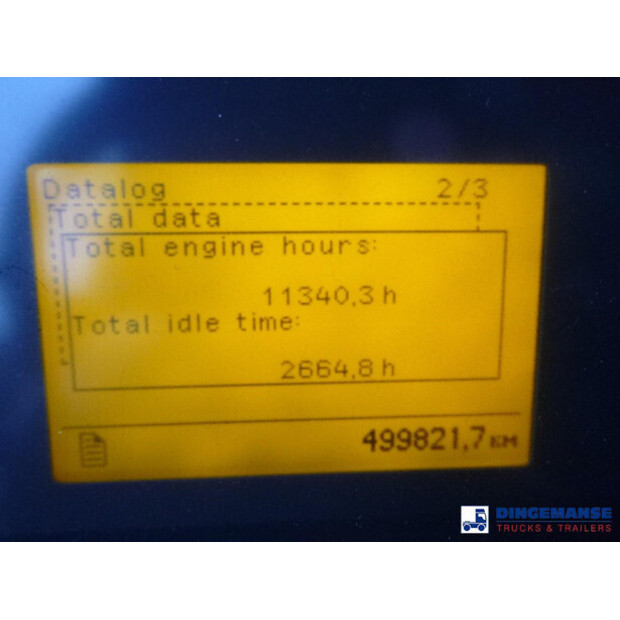 Datalog 2/3
Total data
Total engine hours:
11340,3 h
Total idle time:
2664,8 h
499821,7 KM
DINGEMANSE
TRUCKS & TRAILERS